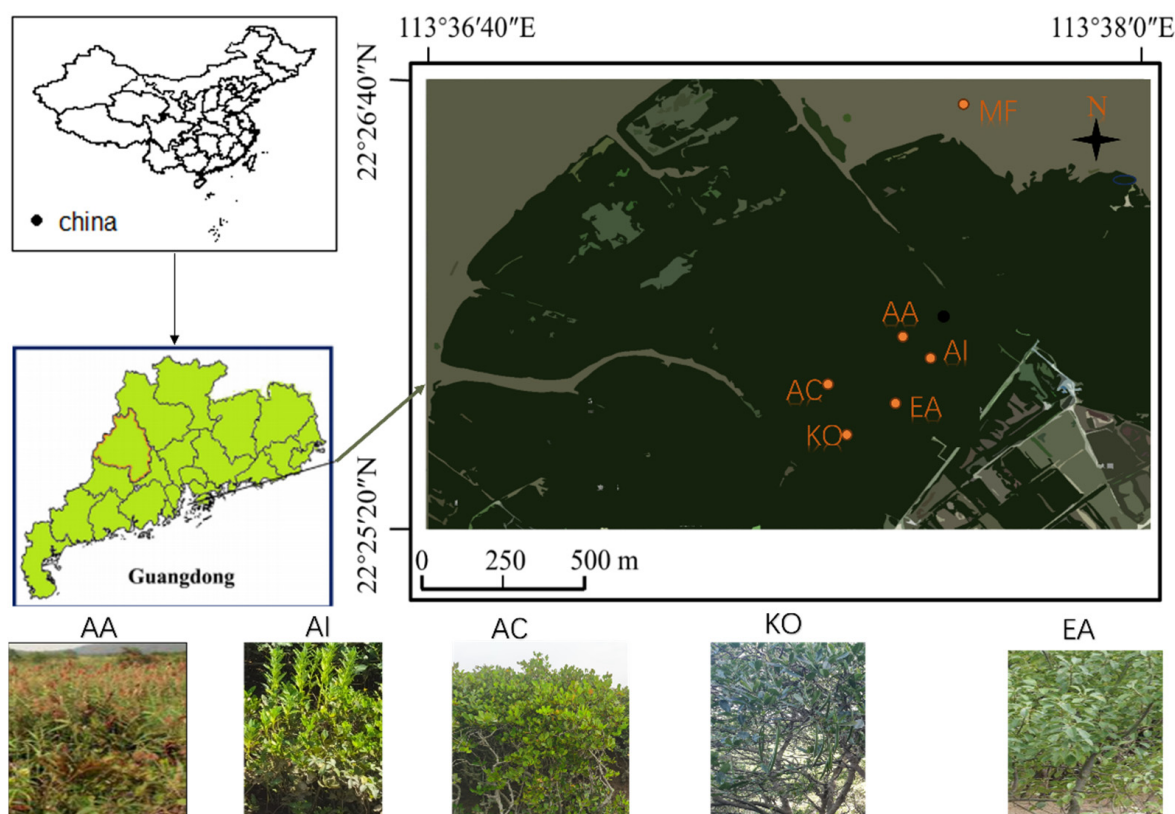 113°36′40″E
113°38′0″E
22°26′40″N
MF
N
china
AA
AI
AC
EA
KO
22°25′20″N
0 250 500 m
Guangdong
AA
AI
AC
KO
EA